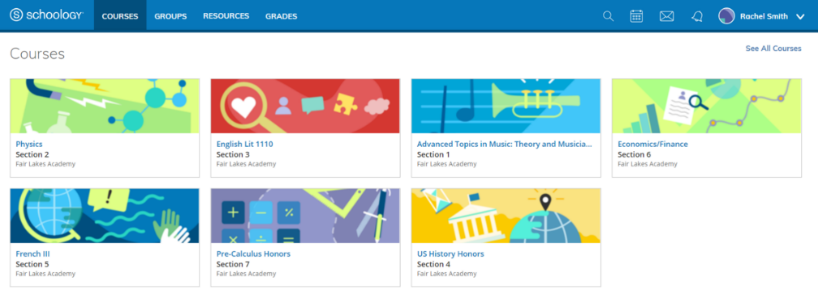 schoology COURSES GROUPS RESOURCES GRADES Rachel Smith
Courses See All Courses
Physics
Section 2
Fair Lakes Academy
English Lit 1110
Section 3
Fair Lakes Academy
Advanced Topics in Music: Theory and Musicia...
Section 1
Fair Lakes Academy
Economics/Finance
Section 6
Fair Lakes Academy
French III
Section 5
Fair Lakes Academy
Pre-Calculus Honors
Section 7
Fair Lakes Academy
US History Honors
Section 4
Fair Lakes Academy